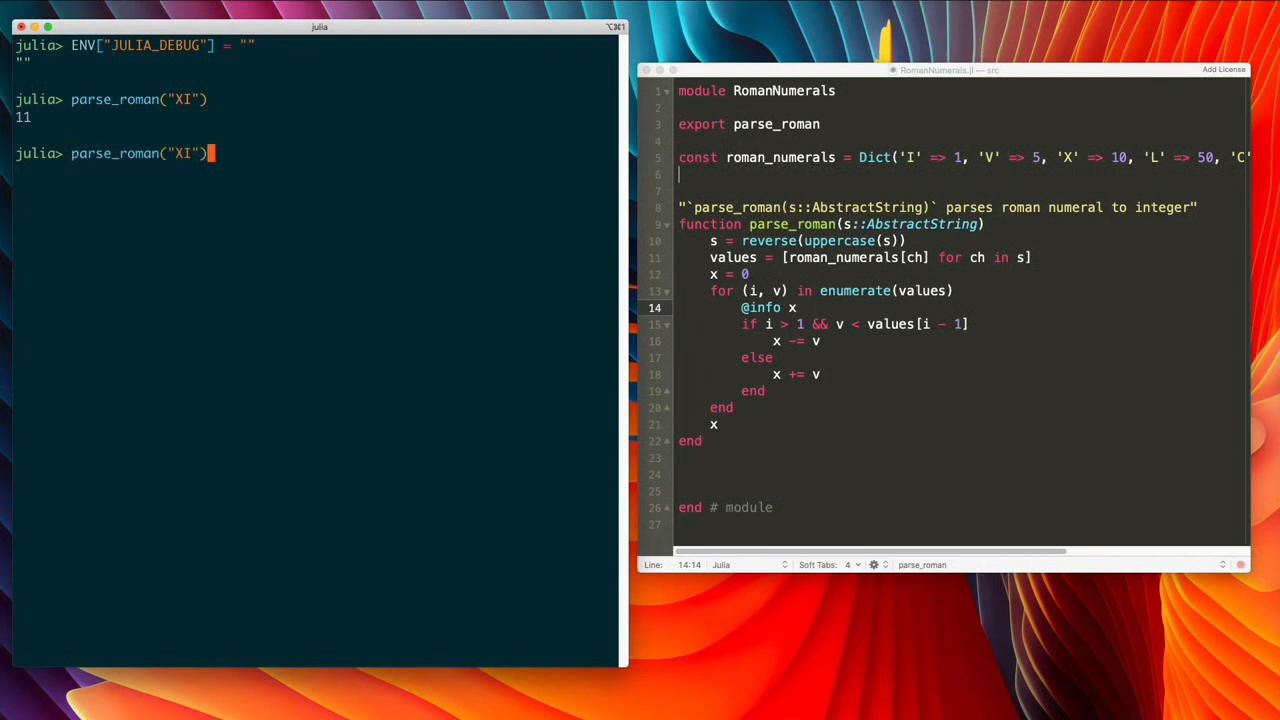 julia
⌥⌘1
julia> ENV["JULIA_DEBUG"] = ""
""
julia> parse_roman("XI")
11
julia> parse_roman("XI")
RomanNumerals.jl — src
Add License
1 module RomanNumerals
2
3 export parse_roman
4
5 const roman_numerals = Dict('I' => 1, 'V' => 5, 'X' => 10, 'L' => 50, 'C'
6
7
8 "`parse_roman(s::AbstractString)` parses roman numeral to integer"
9 function parse_roman(s::AbstractString)
10 s = reverse(uppercase(s))
11 values = [roman_numerals[ch] for ch in s]
12 x = 0
13 for (i, v) in enumerate(values)
14 @info x
15 if i > 1 && v < values[i - 1]
16 x -= v
17 else
18 x += v
19 end
20 end
21 x
22 end
23
24
25
26 end # module
27
Line: 14:14 Julia Soft Tabs: 4 parse_roman